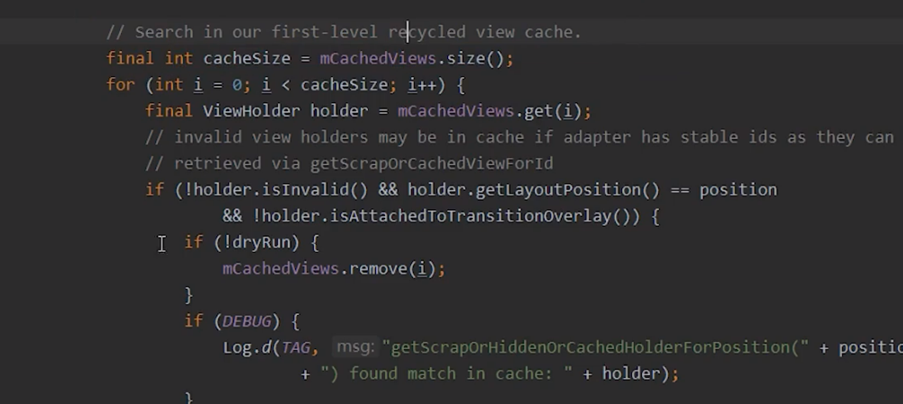 // Search in our first-level recycled view cache.
final int cacheSize = mCachedViews.size();
for (int i = 0; i < cacheSize; i++) {
final ViewHolder holder = mCachedViews.get(i);
// invalid view holders may be in cache if adapter has stable ids as they can
// retrieved via getScrapOrCachedViewForId
if (!holder.isInvalid() && holder.getLayoutPosition() == position
&& !holder.isAttachedToTransitionOverlay()) {
if (!dryRun) {
mCachedViews.remove(i);
}
if (DEBUG) {
Log.d(TAG, msg: "getScrapOrHiddenOrCachedHolderForPosition(" + positic
+ ") found match in cache: " + holder);
}